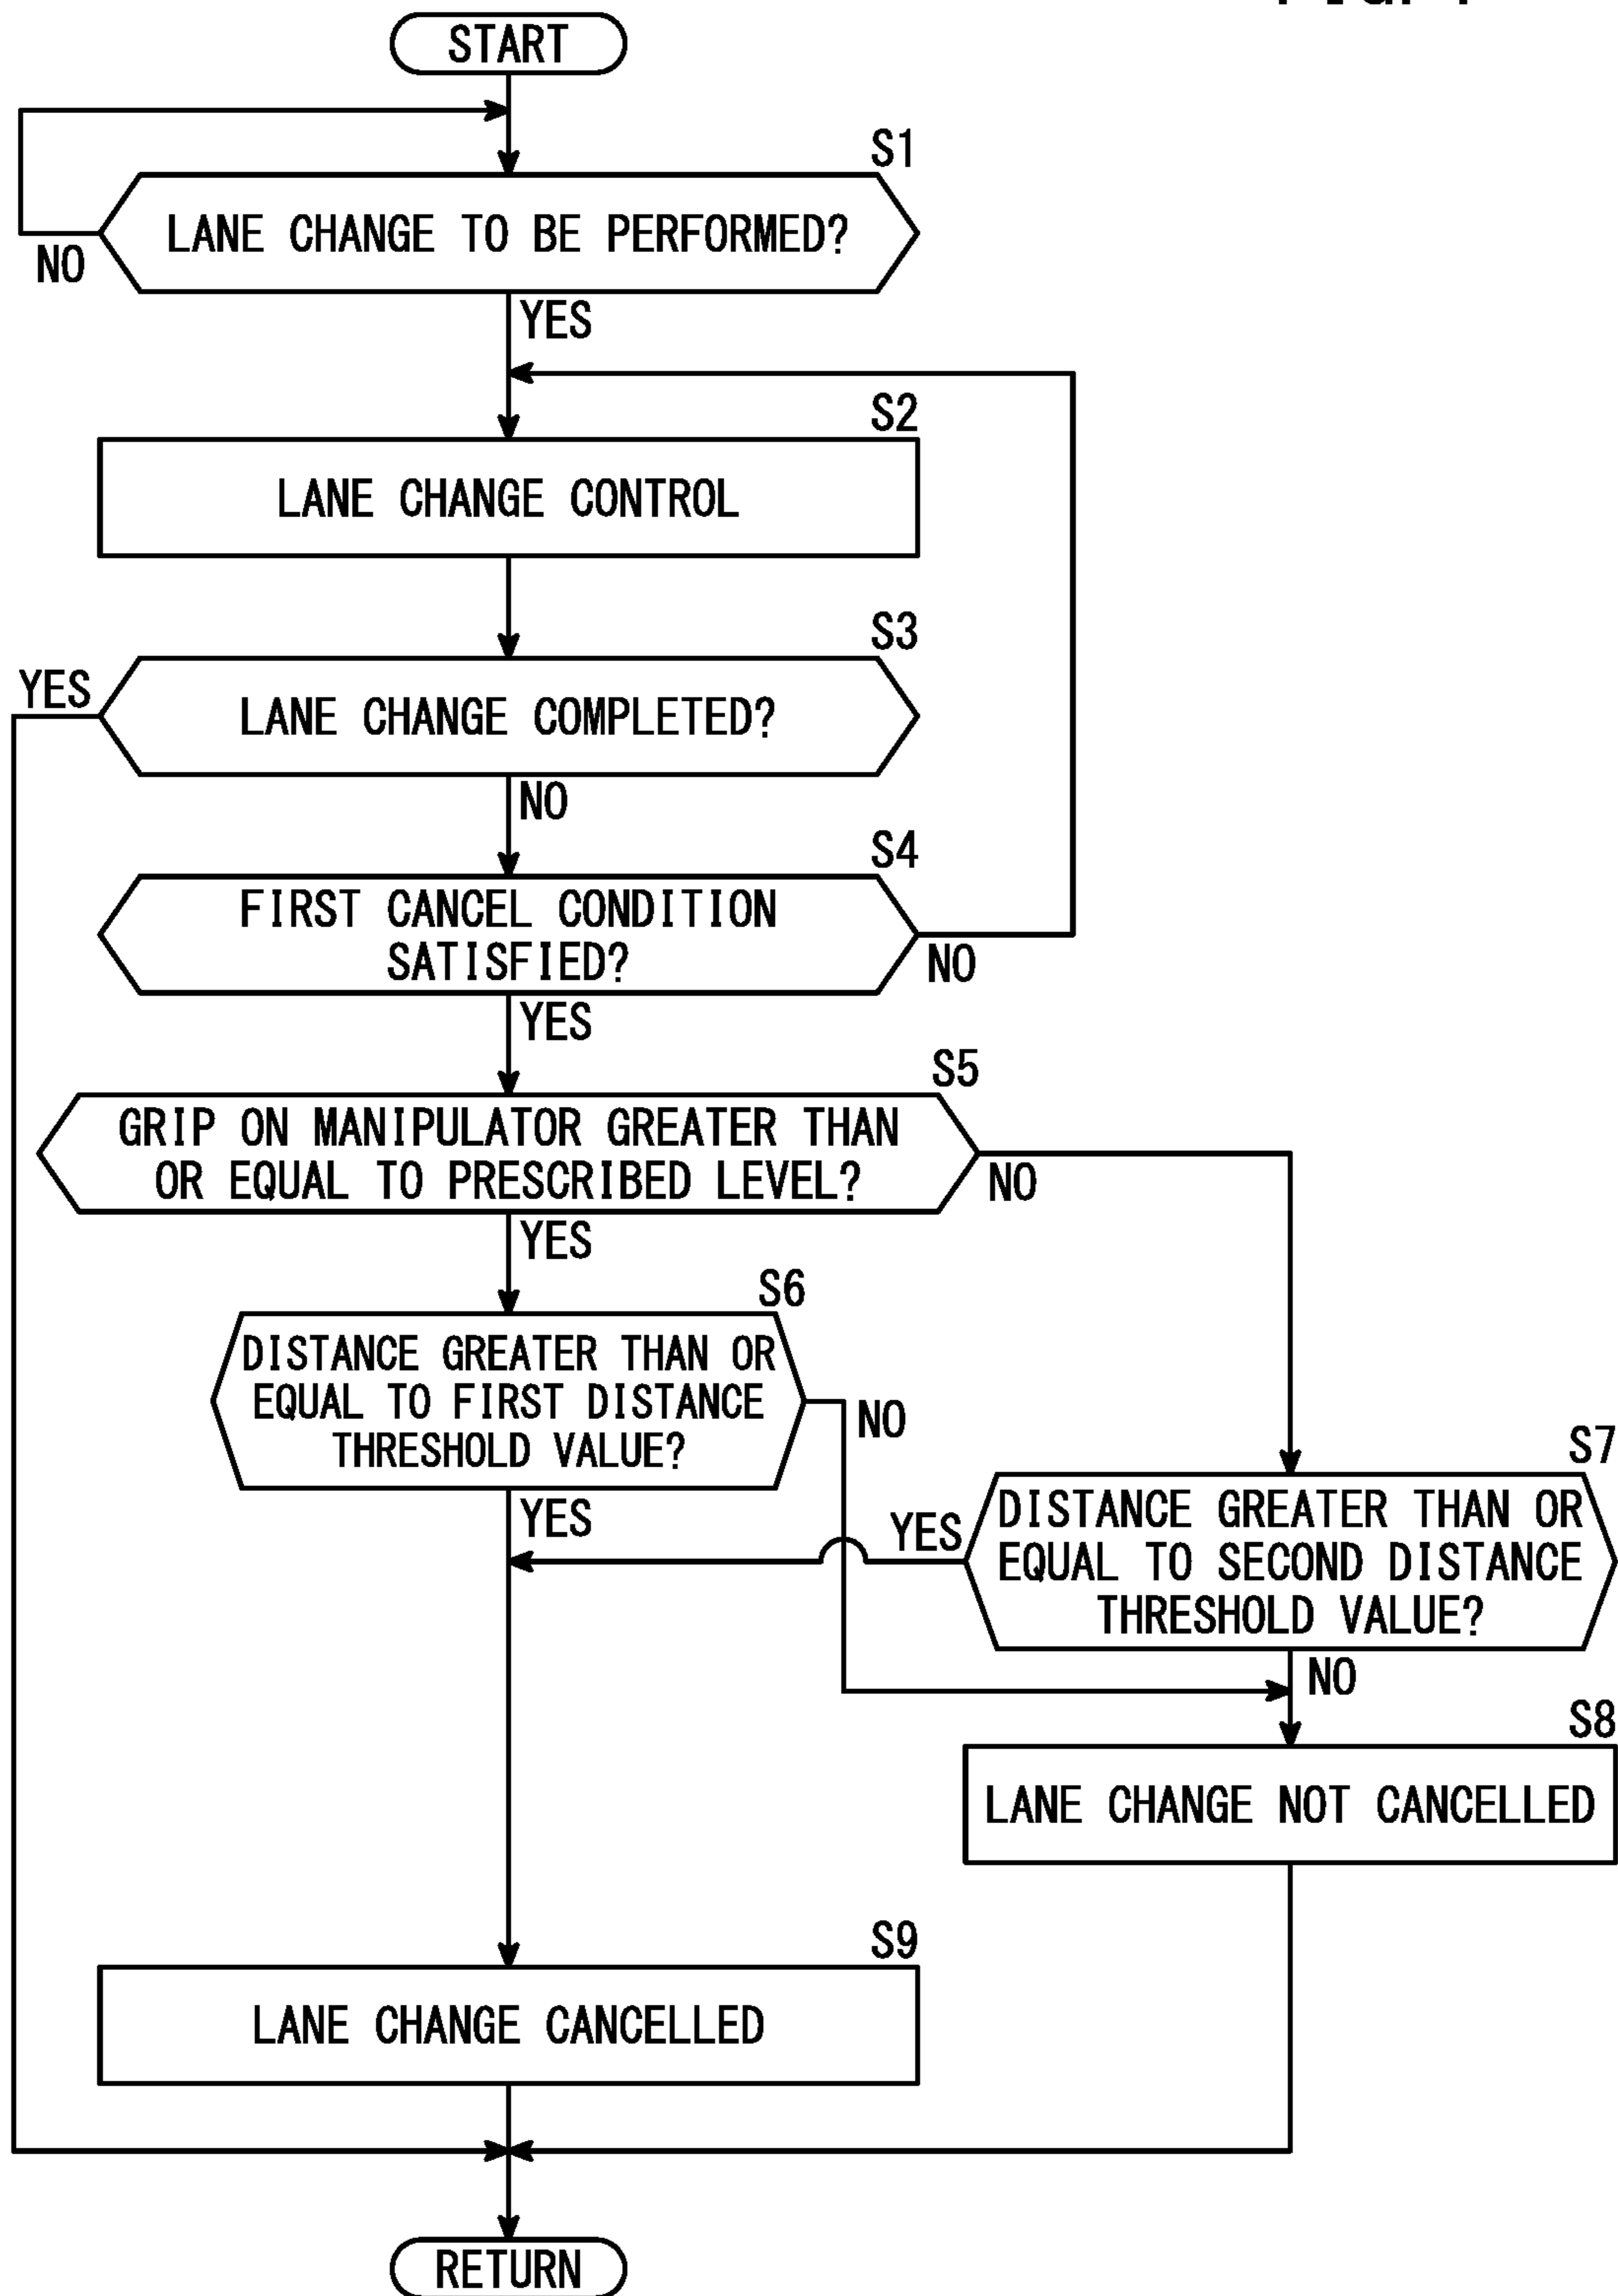 START
S1
LANE CHANGE TO BE PERFORMED?
NO
YES
S2
LANE CHANGE CONTROL
S3
YES
LANE CHANGE COMPLETED?
NO
S4
FIRST CANCEL CONDITION
SATISFIED?
NO
YES
S5
GRIP ON MANIPULATOR GREATER THAN
OR EQUAL TO PRESCRIBED LEVEL?
NO
YES
S6
DISTANCE GREATER THAN OR
EQUAL TO FIRST DISTANCE
THRESHOLD VALUE?
NO
YES
S7
YES
DISTANCE GREATER THAN OR
EQUAL TO SECOND DISTANCE
THRESHOLD VALUE?
NO
S8
LANE CHANGE NOT CANCELLED
S9
LANE CHANGE CANCELLED
RETURN